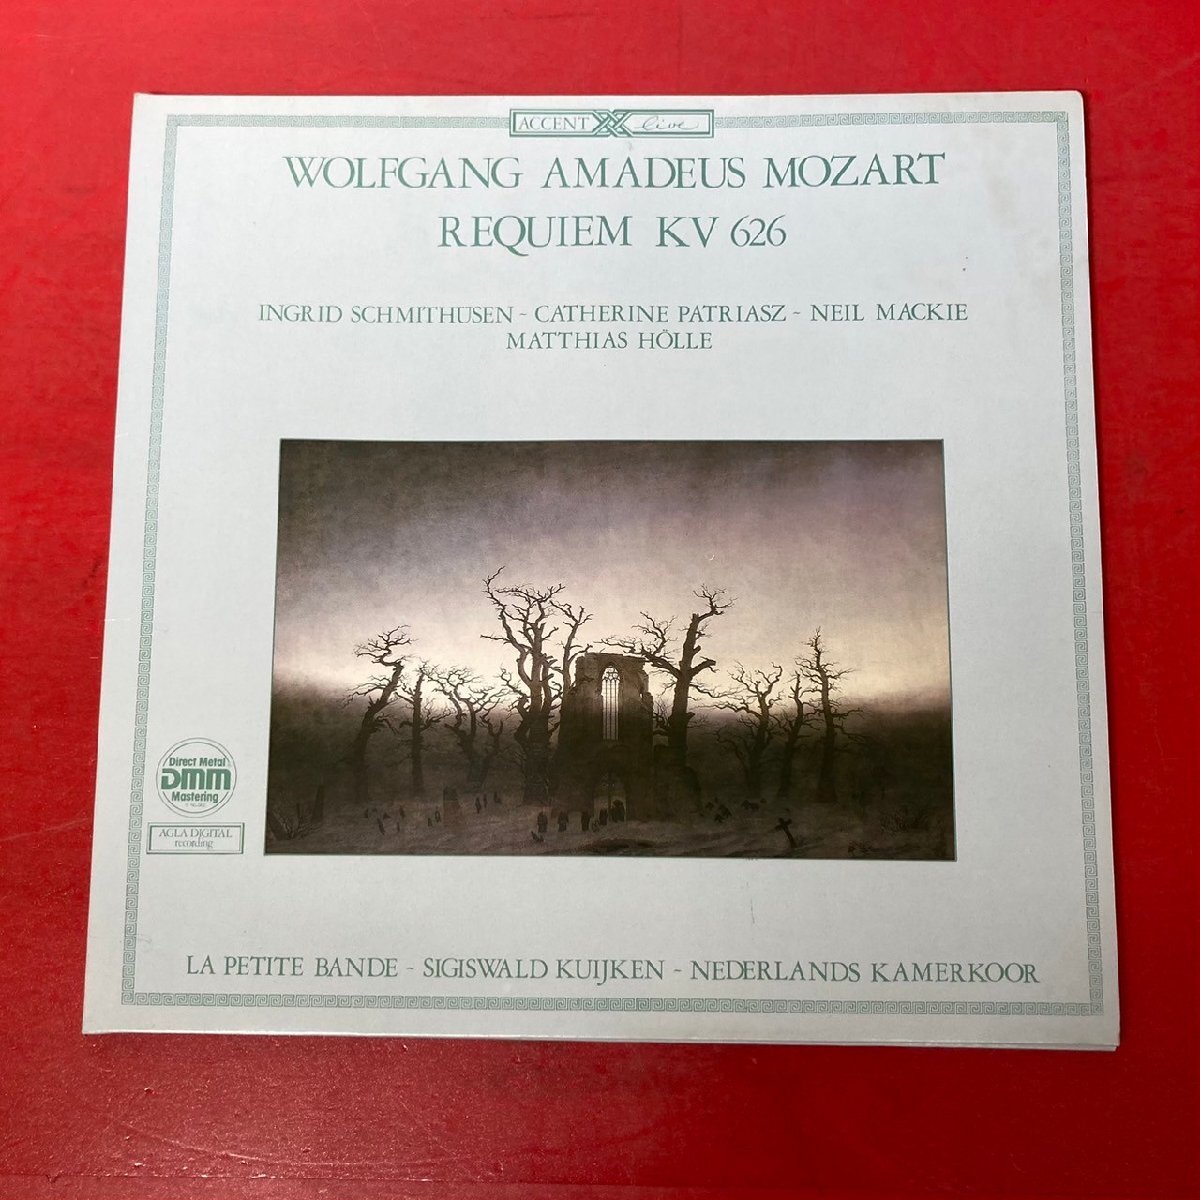 ACCENT live
WOLFGANG AMADEUS MOZART
REQUIEM KV 626
INGRID SCHMITHÜSEN - CATHERINE PATRIASZ - NEIL MACKIE
MATTHIAS HÖLLE
Direct Metal
DMM
Mastering
ACLA DIGITAL
recording
LA PETITE BANDE - SIGISWALD KUIJKEN - NEDERLANDS KAMERKOOR